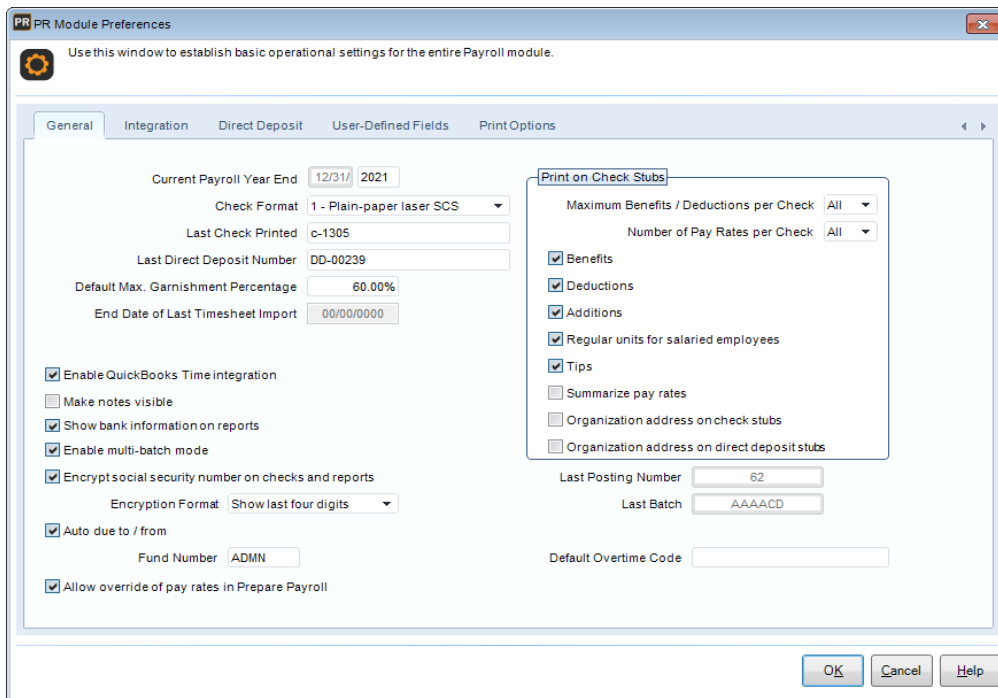 PR PR Module Preferences
Use this window to establish basic operational settings for the entire Payroll module.
General Integration Direct Deposit User-Defined Fields Print Options
Current Payroll Year End 12/31/ 2021
Check Format 1 - Plain-paper laser SCS
Last Check Printed c-1305
Last Direct Deposit Number DD-00239
Default Max. Garnishment Percentage 60.00%
End Date of Last Timesheet Import 00/00/0000
Enable QuickBooks Time integration
Make notes visible
Show bank information on reports
Enable multi-batch mode
Encrypt social security number on checks and reports
Encryption Format Show last four digits
Auto due to / from
Fund Number ADMN
Allow override of pay rates in Prepare Payroll
Print on Check Stubs
Maximum Benefits / Deductions per Check All
Number of Pay Rates per Check All
Benefits
Deductions
Additions
Regular units for salaried employees
Tips
Summarize pay rates
Organization address on check stubs
Organization address on direct deposit stubs
Last Posting Number 62
Last Batch AAAACD
Default Overtime Code
OK Cancel Help